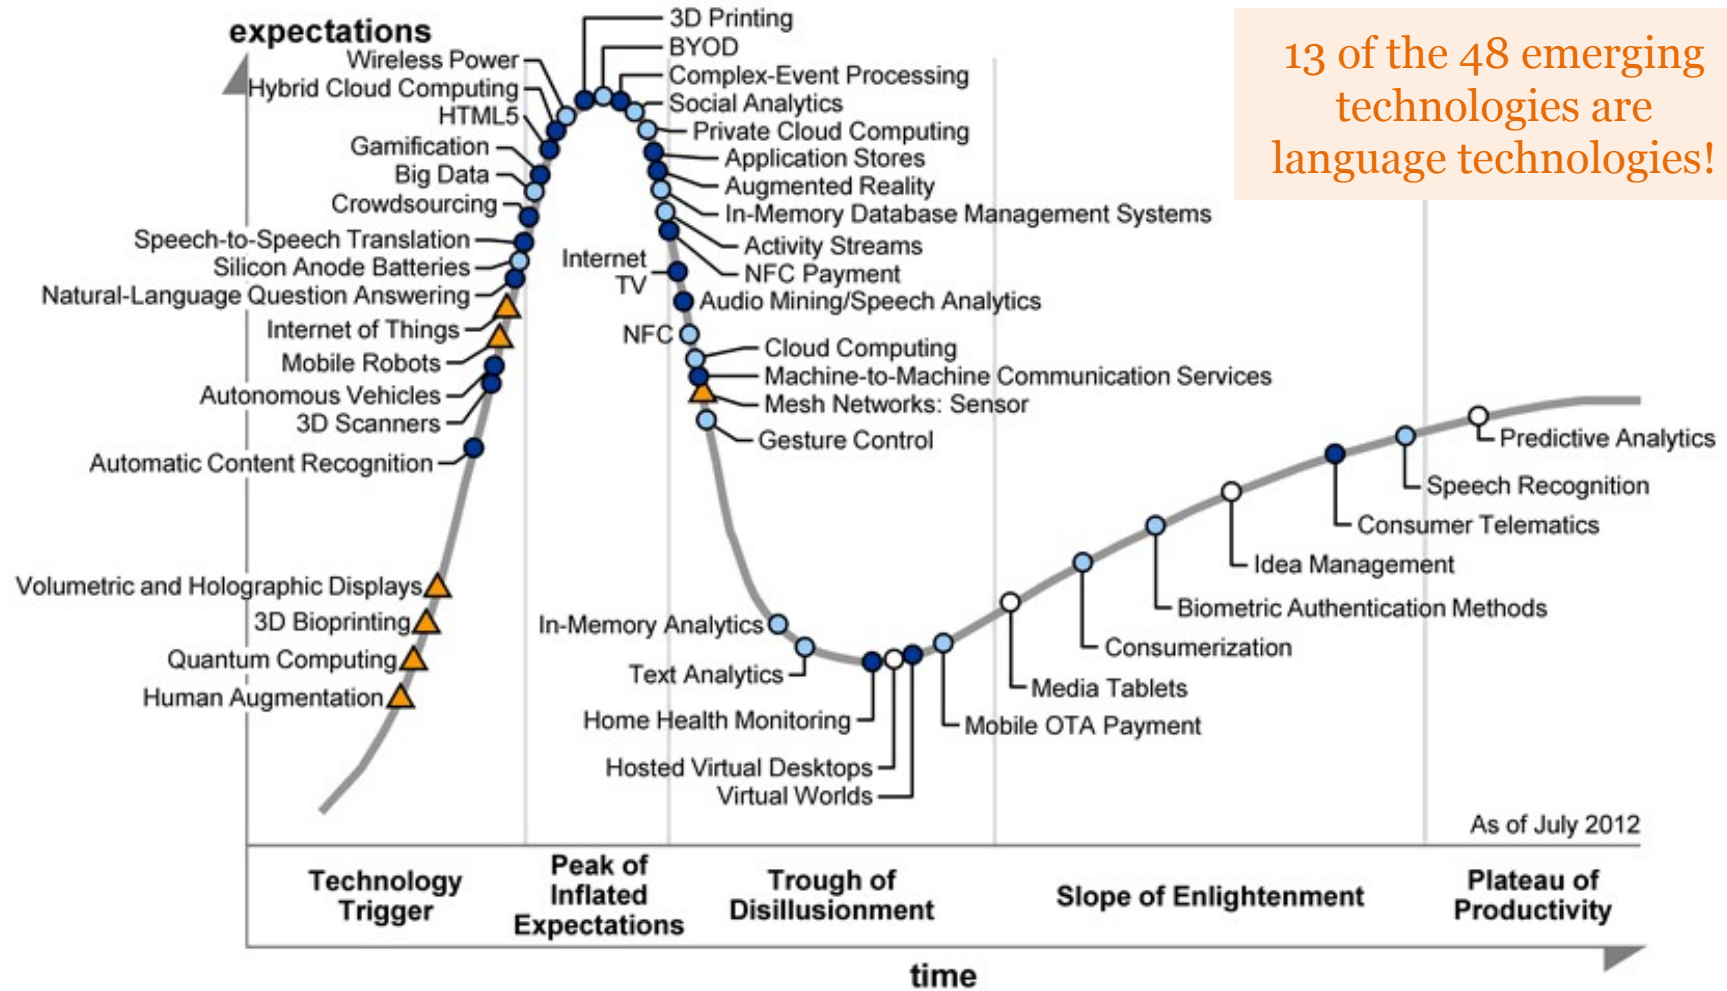 expectations
3D Printing
BYOD
Wireless Power
Complex-Event Processing
Hybrid Cloud Computing
Social Analytics
HTML5
Private Cloud Computing
Gamification
Application Stores
Big Data
Augmented Reality
Crowdsourcing
In-Memory Database Management Systems
Speech-to-Speech Translation
Activity Streams
Silicon Anode Batteries
Internet
TV
NFC Payment
Natural-Language Question Answering
Audio Mining/Speech Analytics
Internet of Things
NFC
Mobile Robots
Cloud Computing
Autonomous Vehicles
Machine-to-Machine Communication Services
3D Scanners
Mesh Networks: Sensor
Automatic Content Recognition
Gesture Control
Predictive Analytics
Speech Recognition
Consumer Telematics
Idea Management
Biometric Authentication Methods
Consumerization
Media Tablets
Mobile OTA Payment
Volumetric and Holographic Displays
3D Bioprinting
Quantum Computing
Human Augmentation
In-Memory Analytics
Text Analytics
Home Health Monitoring
Hosted Virtual Desktops
Virtual Worlds
13 of the 48 emerging
technologies are
language technologies!
As of July 2012
Technology
Trigger
Peak of
Inflated
Expectations
Trough of
Disillusionment
Slope of Enlightenment
Plateau of
Productivity
time